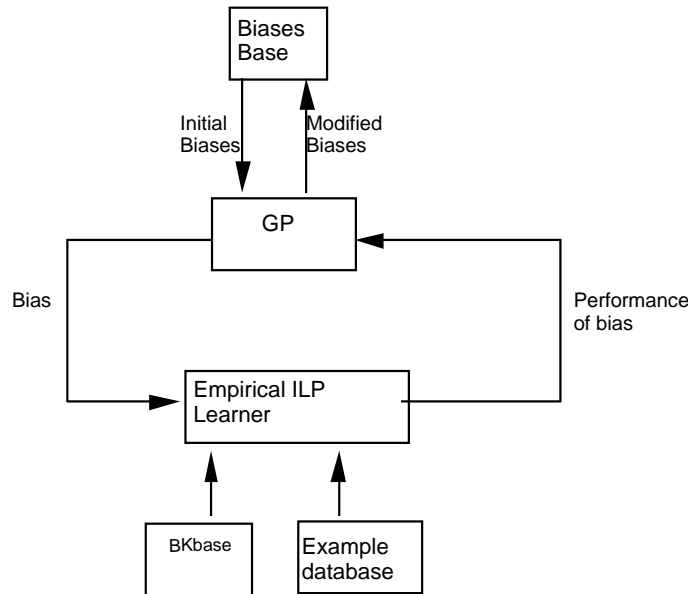 Biases
Base
Initial
Biases
Modified
Biases
GP
Bias
Performance
of bias
Empirical ILP
Learner
BKbase
Example
database